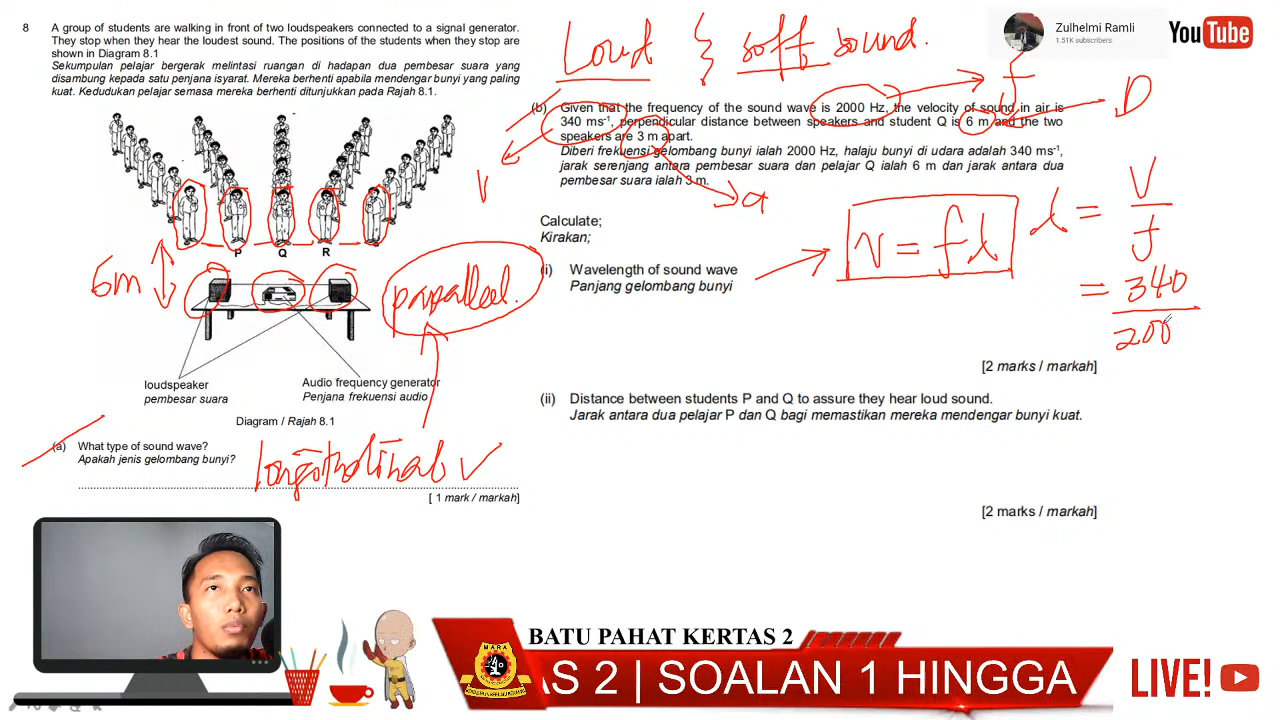 8 A group of students are walking in front of two loudspeakers connected to a signal generator.
They stop when they hear the loudest sound. The positions of the students when they stop are
shown in Diagram 8.1
Sekumpulan pelajar bergerak melintasi ruangan di hadapan dua pembesar suara yang
disambung kepada satu penjana isyarat. Mereka berhenti apabila mendengar bunyi yang paling
kuat. Kedudukan pelajar semasa mereka berhenti ditunjukkan pada Rajah 8.1.
P Q R
6m
loudspeaker
pembesar suara
Audio frequency generator
Penjana frekuensi audio
Diagram / Rajah 8.1
(a) What type of sound wave?
Apakah jenis gelombang bunyi?
longitudinal ✓
parallel.
[ 1 mark / markah]
Loud & soft sound.
Zulhelmi Ramli
1.51K subscribers
YouTube
f
D
(b) Given that the frequency of the sound wave is 2000 Hz, the velocity of sound in air is
340 ms-1, perpendicular distance between speakers and student Q is 6 m and the two
speakers are 3 m apart.
Diberi frekuensi gelombang bunyi ialah 2000 Hz, halaju bunyi di udara adalah 340 ms-1,
jarak serenjang antara pembesar suara dan pelajar Q ialah 6 m dan jarak antara dua
pembesar suara ialah 3 m.
V
a
Calculate;
Kirakan;
(i) Wavelength of sound wave
Panjang gelombang bunyi
v = fλ
λ = V/f
= 340/200
[2 marks / markah]
(ii) Distance between students P and Q to assure they hear loud sound.
Jarak antara dua pelajar P dan Q bagi memastikan mereka mendengar bunyi kuat.
[2 marks / markah]
BATU PAHAT KERTAS 2
MARA
AS 2 | SOALAN 1 HINGGA
LIVE!